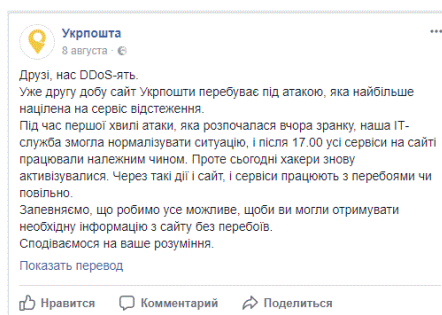 Укрпошта
8 августа ·
Друзі, нас DDoS-ять.
Уже другу добу сайт Укрпошти перебуває під атакою, яка найбільше
націлена на сервіс відстеження.
Під час першої хвилі атаки, яка розпочалася вчора зранку, наша ІТ-
служба змогла нормалізувати ситуацію, і після 17.00 усі сервіси на сайті
працювали належним чином. Проте сьогодні хакери знову
активізувалися. Через такі дії і сайт, і сервіси працюють з перебоями чи
повільно.
Запевняємо, що робимо усе можливе, щоби ви могли отримувати
необхідну інформацію з сайту без перебоїв.
Сподіваємося на ваше розуміння.
Показать перевод
Нравится Комментарий Поделиться